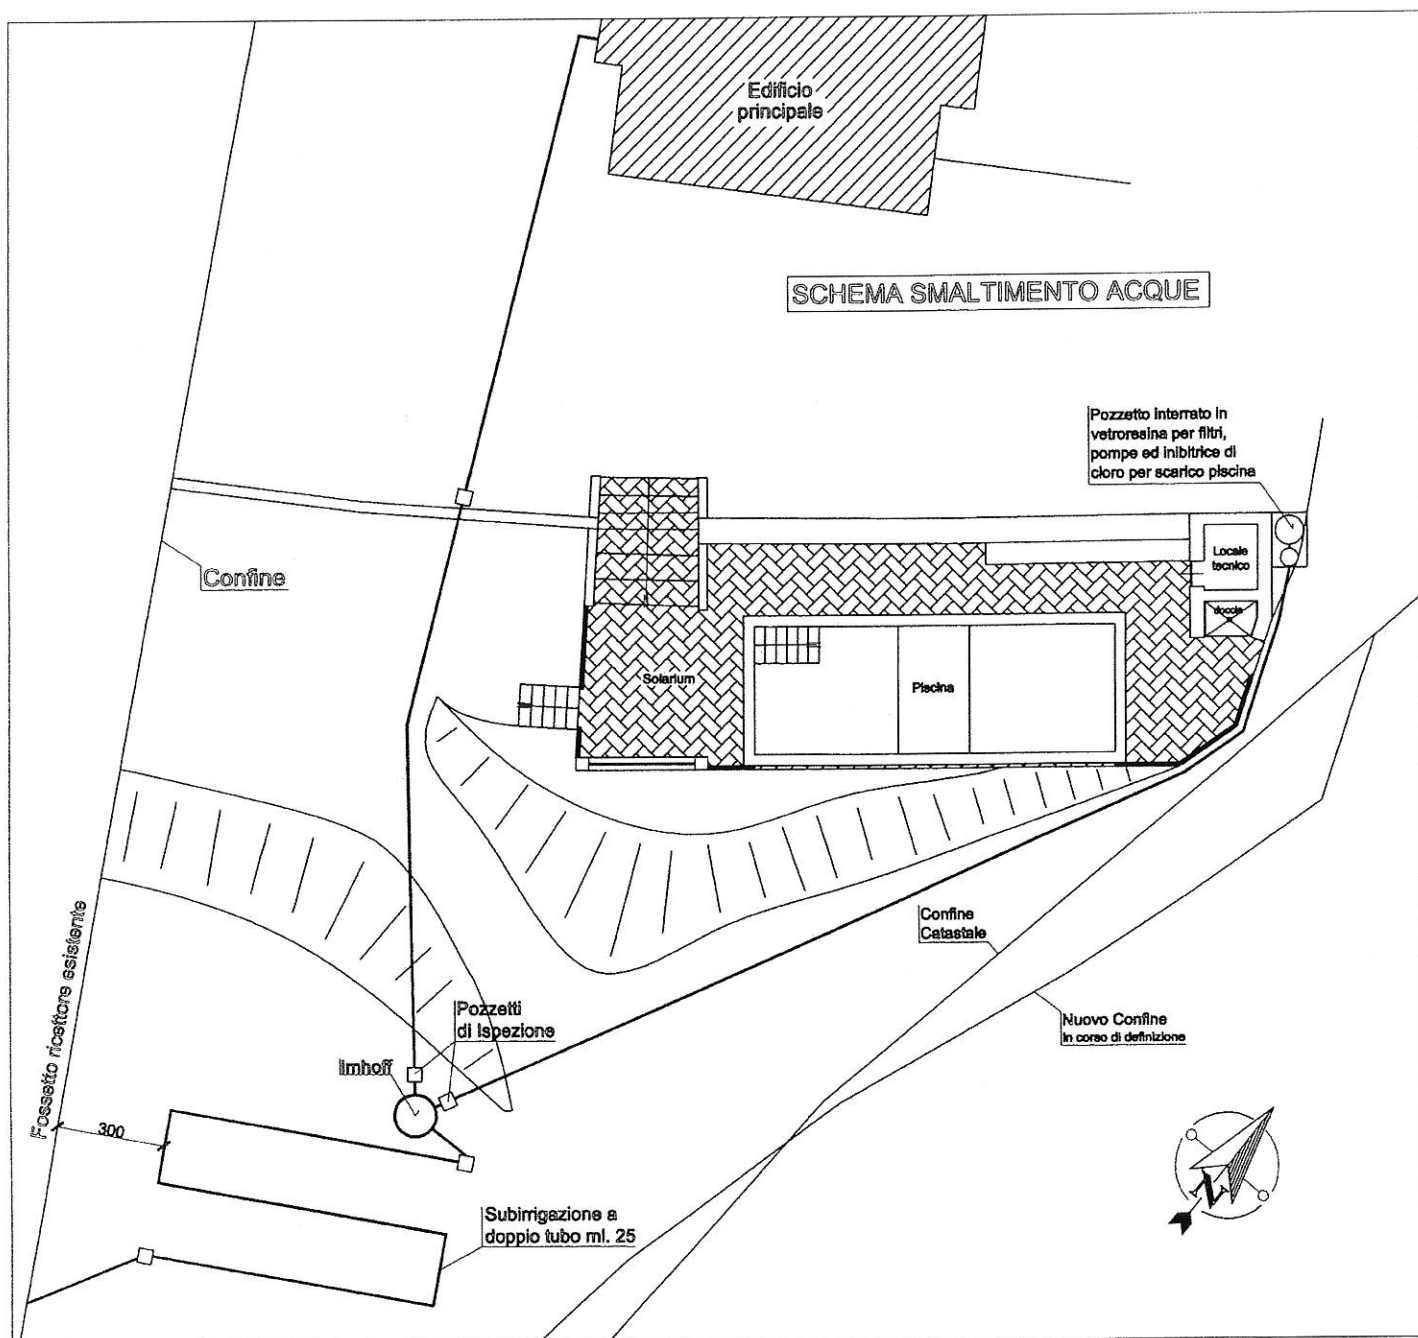 Edificio
principale
SCHEMA SMALTIMENTO ACQUE
Pozzetto interrato in
vetroresina per filtri,
pompe ed inibitrice di
cloro per scarico piscina
Locale
tecnico
doccia
Confine
Solarium
Piscina
Confine
Catastale
Nuovo Confine
in corso di definizione
Fossetto ricettore esistente
Pozzetti
di Ispezione
Imhoff
300
Subirrigazione a
doppio tubo ml. 25
N